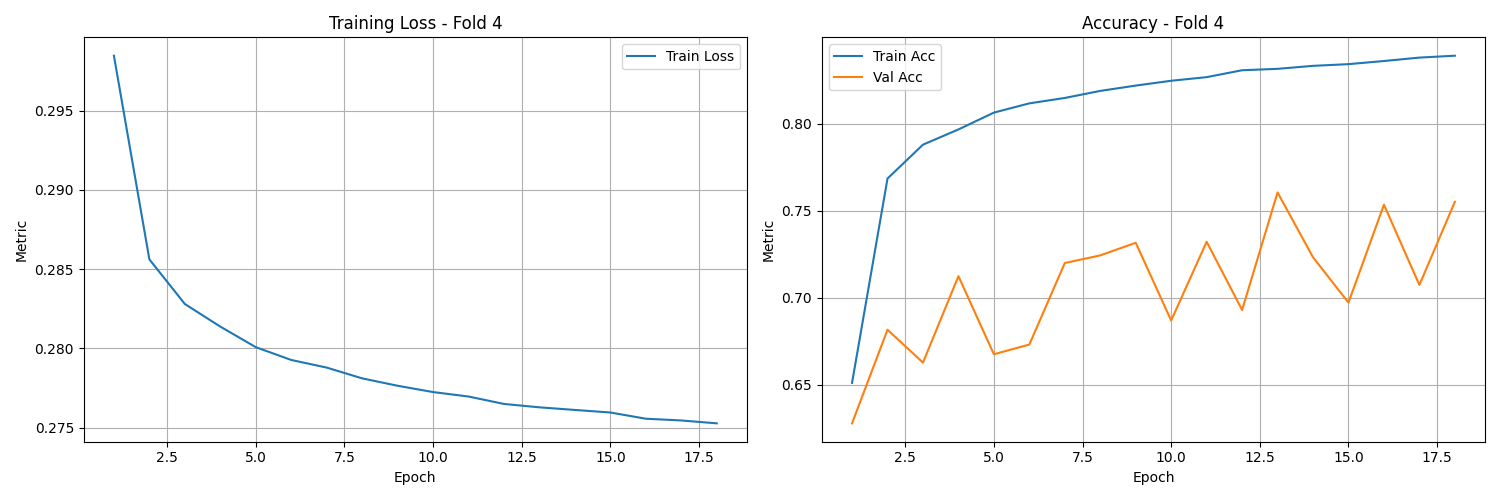 Training Loss - Fold 4
Train Loss
0.295
0.290
0.285
0.280
0.275
Metric
2.5 5.0 7.5 10.0 12.5 15.0 17.5
Epoch
Accuracy - Fold 4
Train Acc
Val Acc
0.80
0.75
0.70
0.65
Metric
2.5 5.0 7.5 10.0 12.5 15.0 17.5
Epoch